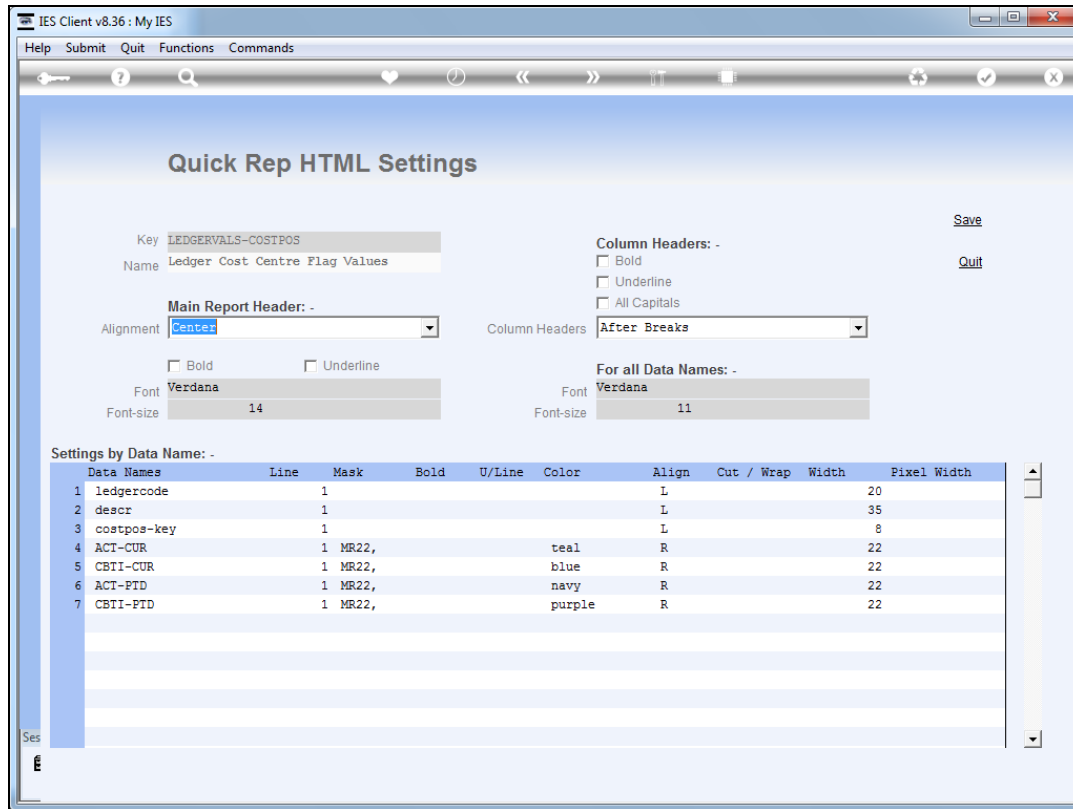 IES Client v8.36 : My IES
Help Submit Quit Functions Commands
Quick Rep HTML Settings
Save
Key LEDGERVALS-COSTPOS
Column Headers: -
Name Ledger Cost Centre Flag Values
Bold
Quit
Underline
Main Report Header: -
All Capitals
Alignment Center
Column Headers After Breaks
Bold Underline
For all Data Names: -
Font Verdana
Font Verdana
Font-size 14
Font-size 11
Settings by Data Name: -
Data Names Line Mask Bold U/Line Color Align Cut / Wrap Width Pixel Width
1 ledgercode 1 L 20
2 descr 1 L 35
3 costpos-key 1 L 8
4 ACT-CUR 1 MR22, teal R 22
5 CBTI-CUR 1 MR22, blue R 22
6 ACT-PTD 1 MR22, navy R 22
7 CBTI-PTD 1 MR22, purple R 22
Ses